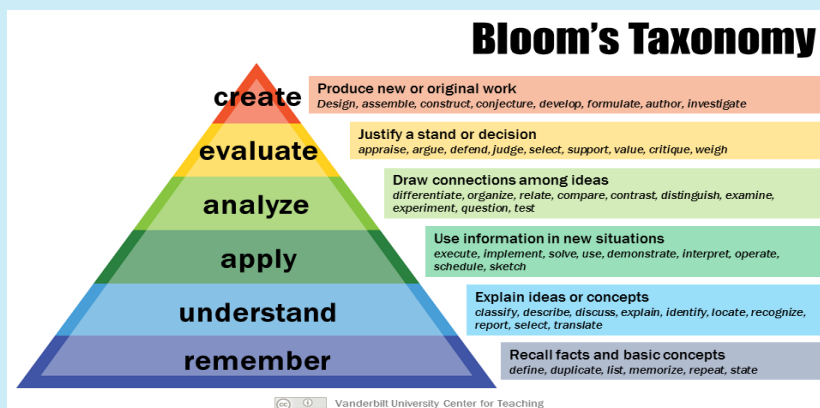 Bloom's Taxonomy
create
Produce new or original work
Design, assemble, construct, conjecture, develop, formulate, author, investigate
evaluate
Justify a stand or decision
appraise, argue, defend, judge, select, support, value, critique, weigh
analyze
Draw connections among ideas
differentiate, organize, relate, compare, contrast, distinguish, examine,
experiment, question, test
apply
Use information in new situations
execute, implement, solve, use, demonstrate, interpret, operate,
schedule, sketch
understand
Explain ideas or concepts
classify, describe, discuss, explain, identify, locate, recognize,
report, select, translate
remember
Recall facts and basic concepts
define, duplicate, list, memorize, repeat, state
cc
Vanderbilt University Center for Teaching